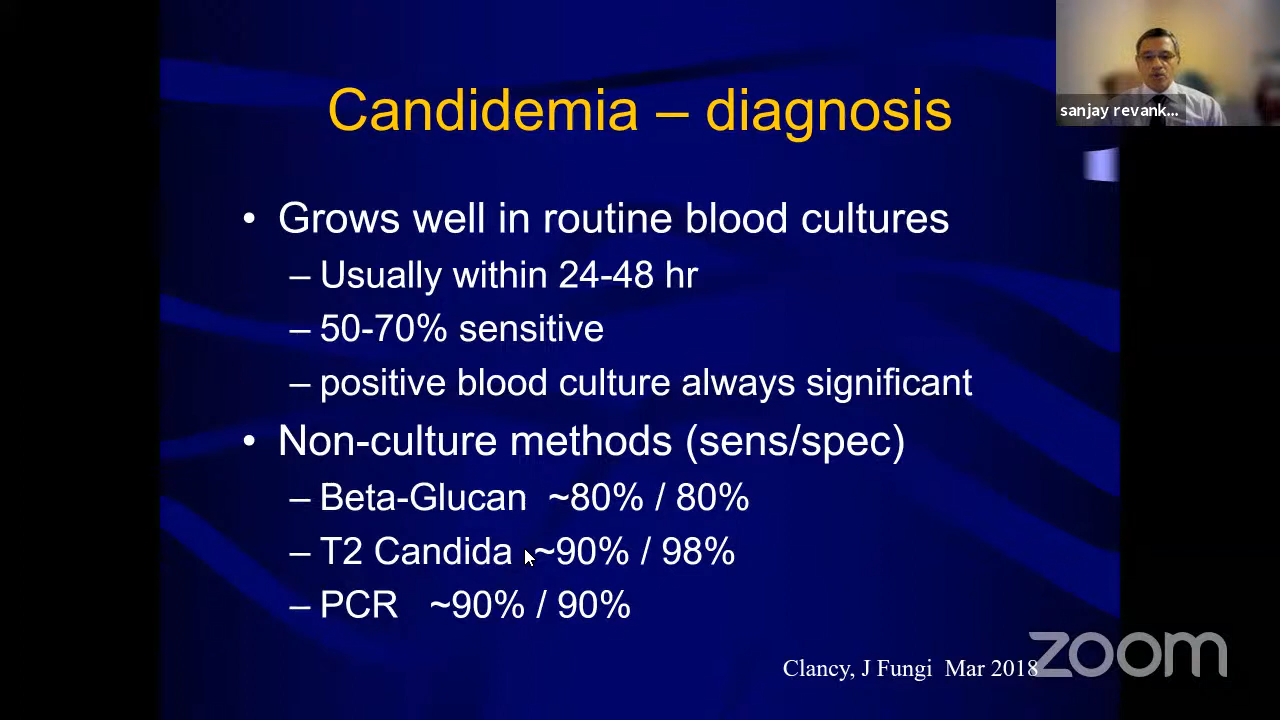 Candidemia – diagnosis
sanjay revank...
• Grows well in routine blood cultures
– Usually within 24-48 hr
– 50-70% sensitive
– positive blood culture always significant
• Non-culture methods (sens/spec)
– Beta-Glucan ~80% / 80%
– T2 Candida ~90% / 98%
– PCR ~90% / 90%
Clancy, J Fungi Mar 2018
zoom